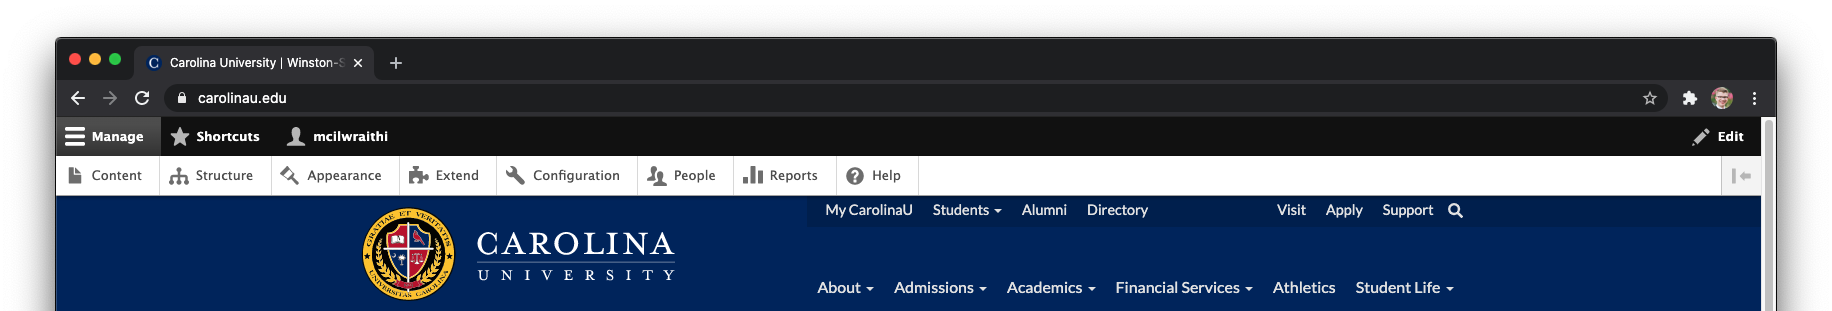 Carolina University | Winston-S
carolinau.edu
Manage Shortcuts mcilwraithi Edit
Content Structure Appearance Extend Configuration People Reports Help
My CarolinaU Students Alumni Directory Visit Apply Support
GRATIAE ET VERITATIS
UNIVERSITAS CAROLINA
CAROLINA
UNIVERSITY
About Admissions Academics Financial Services Athletics Student Life